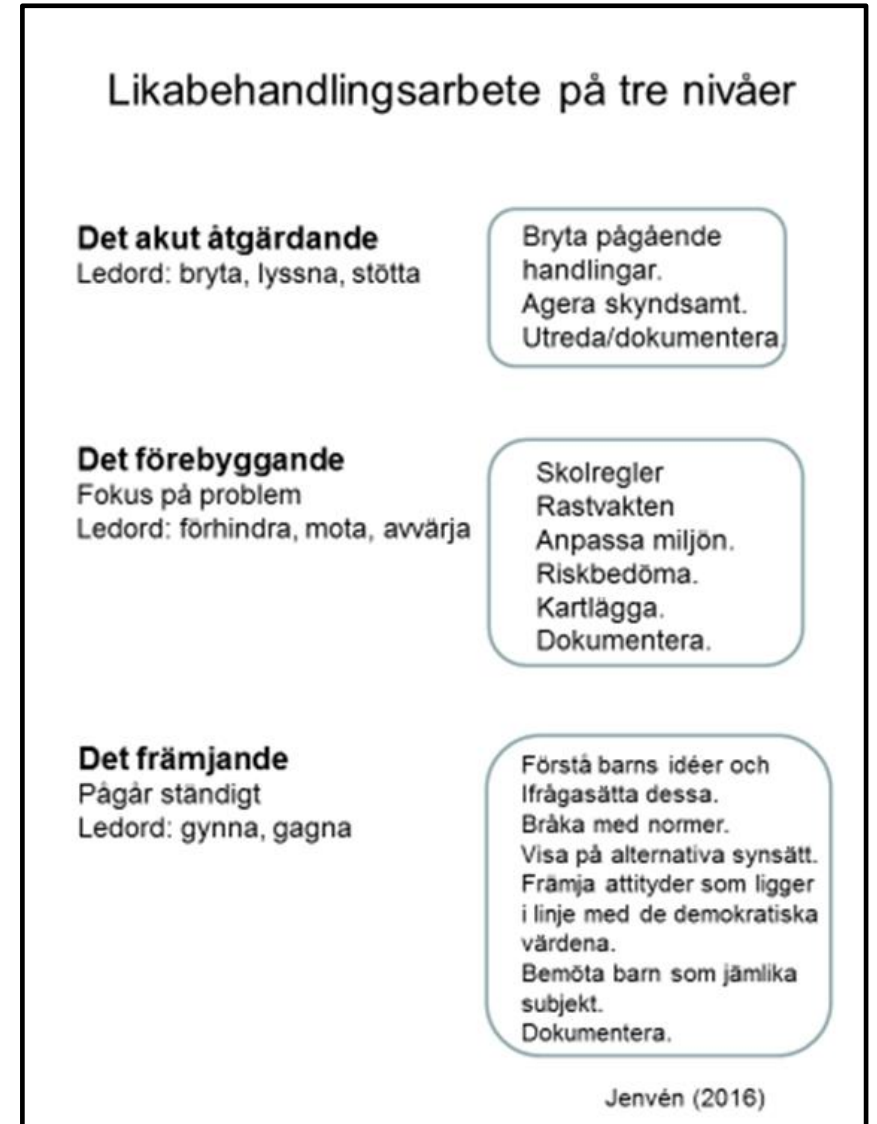 Likabehandlingsarbete på tre nivåer
Det akut åtgärdande
Ledord: bryta, lyssna, stötta
Bryta pågående
handlingar.
Agera skyndsamt.
Utreda/dokumentera.
Det förebyggande
Fokus på problem
Ledord: förhindra, mota, avvärja
Skolregler
Rastvakten
Anpassa miljön.
Riskbedöma.
Kartlägga.
Dokumentera.
Det främjande
Pågår ständigt
Ledord: gynna, gagna
Förstå barns idéer och
Ifrågasätta dessa.
Bråka med normer.
Visa på alternativa synsätt.
Främja attityder som ligger
i linje med de demokratiska
värdena.
Bemöta barn som jämlika
subjekt.
Dokumentera.
Jenvén (2016)